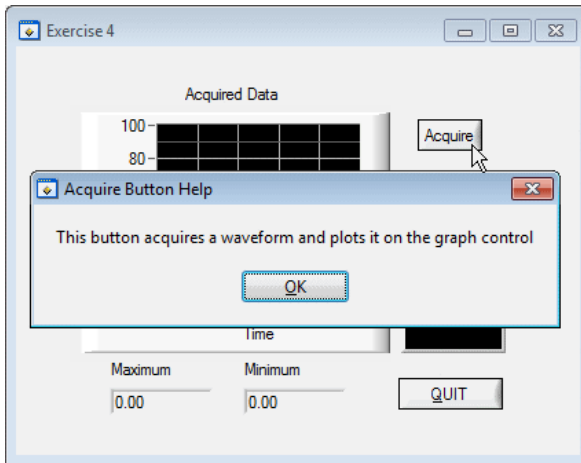 Exercise 4
Acquired Data
100
80
Acquire
Acquire Button Help
This button acquires a waveform and plots it on the graph control
OK
Time
Maximum
Minimum
0.00
0.00
QUIT